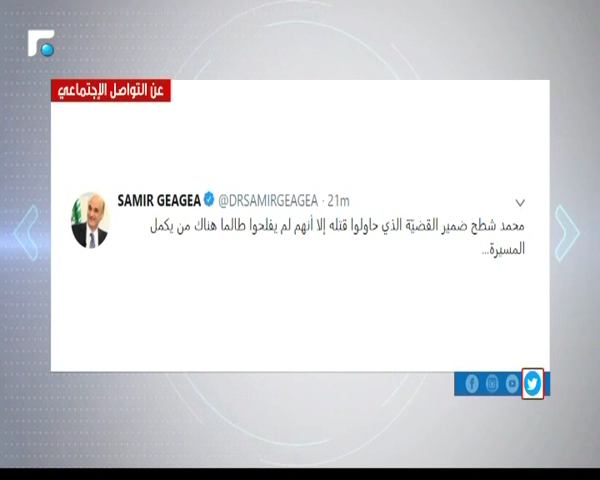 عن التواصل الإجتماعي
SAMIR GEAGEA @DRSAMIRGEAGEA · 21m
محمد شطح ضمير القضيّة الذي حاولوا قتله إلا أنهم لم يفلحوا طالما هناك من يكمل
المسيرة...